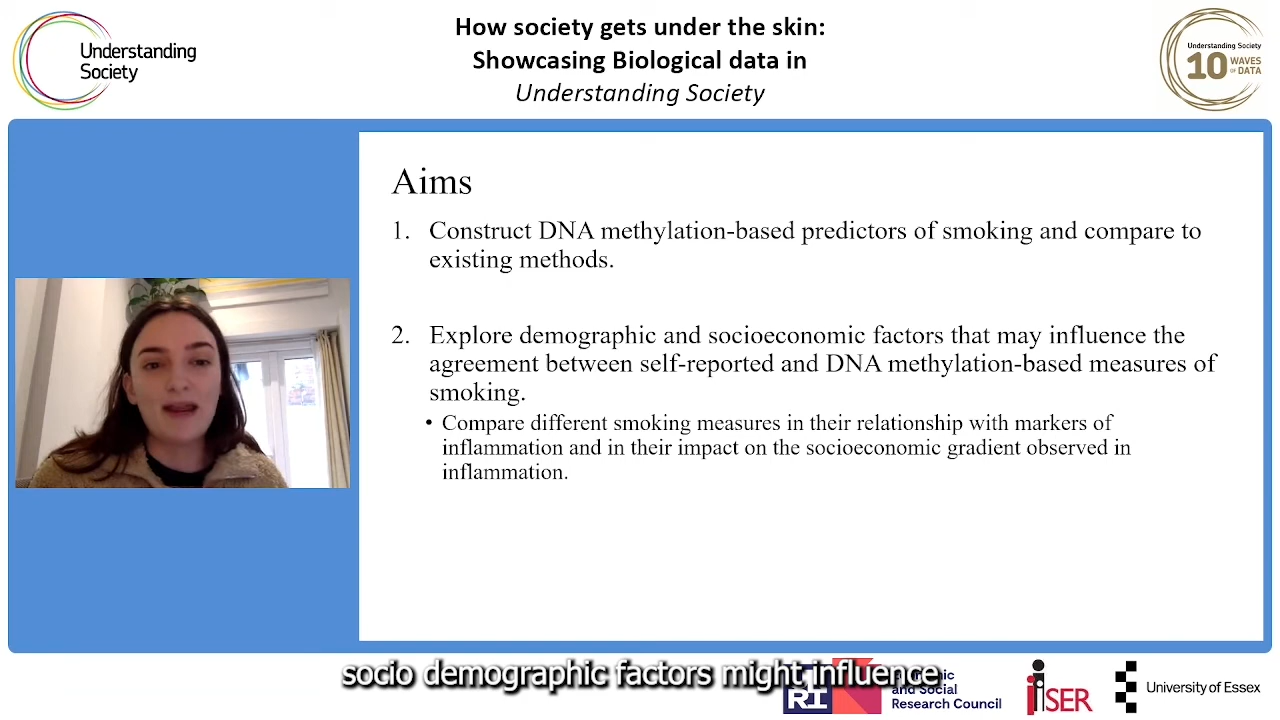 How society gets under the skin:
Showcasing Biological data in
Understanding Society
Understanding
Society
Understanding Society
10 WAVES
OF DATA
Aims
1. Construct DNA methylation-based predictors of smoking and compare to
existing methods.
2. Explore demographic and socioeconomic factors that may influence the
agreement between self-reported and DNA methylation-based measures of
smoking.
• Compare different smoking measures in their relationship with markers of
inflammation and in their impact on the socioeconomic gradient observed in
inflammation.
socio demographic factors might influence
and Social
Research Council
iSER
University of Essex